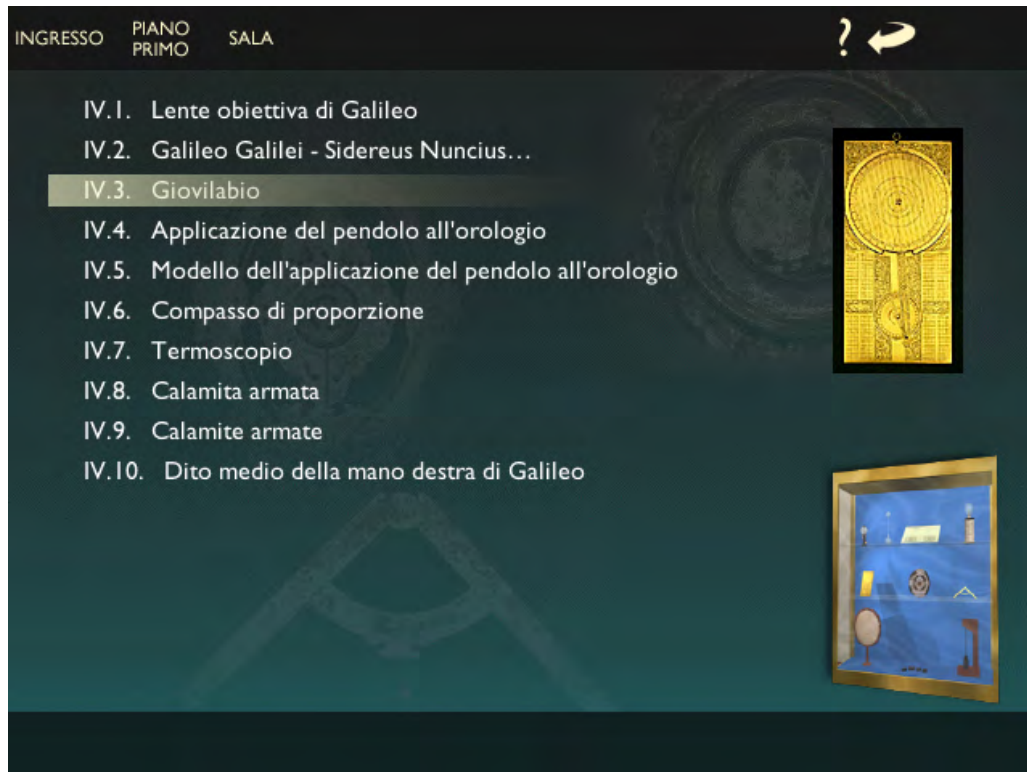 INGRESSO
PIANO
PRIMO
SALA
?
IV.1. Lente obiettiva di Galileo
IV.2. Galileo Galilei - Sidereus Nuncius...
IV.3. Giovilabio
IV.4. Applicazione del pendolo all'orologio
IV.5. Modello dell'applicazione del pendolo all'orologio
IV.6. Compasso di proporzione
IV.7. Termoscopio
IV.8. Calamita armata
IV.9. Calamite armate
IV.10. Dito medio della mano destra di Galileo